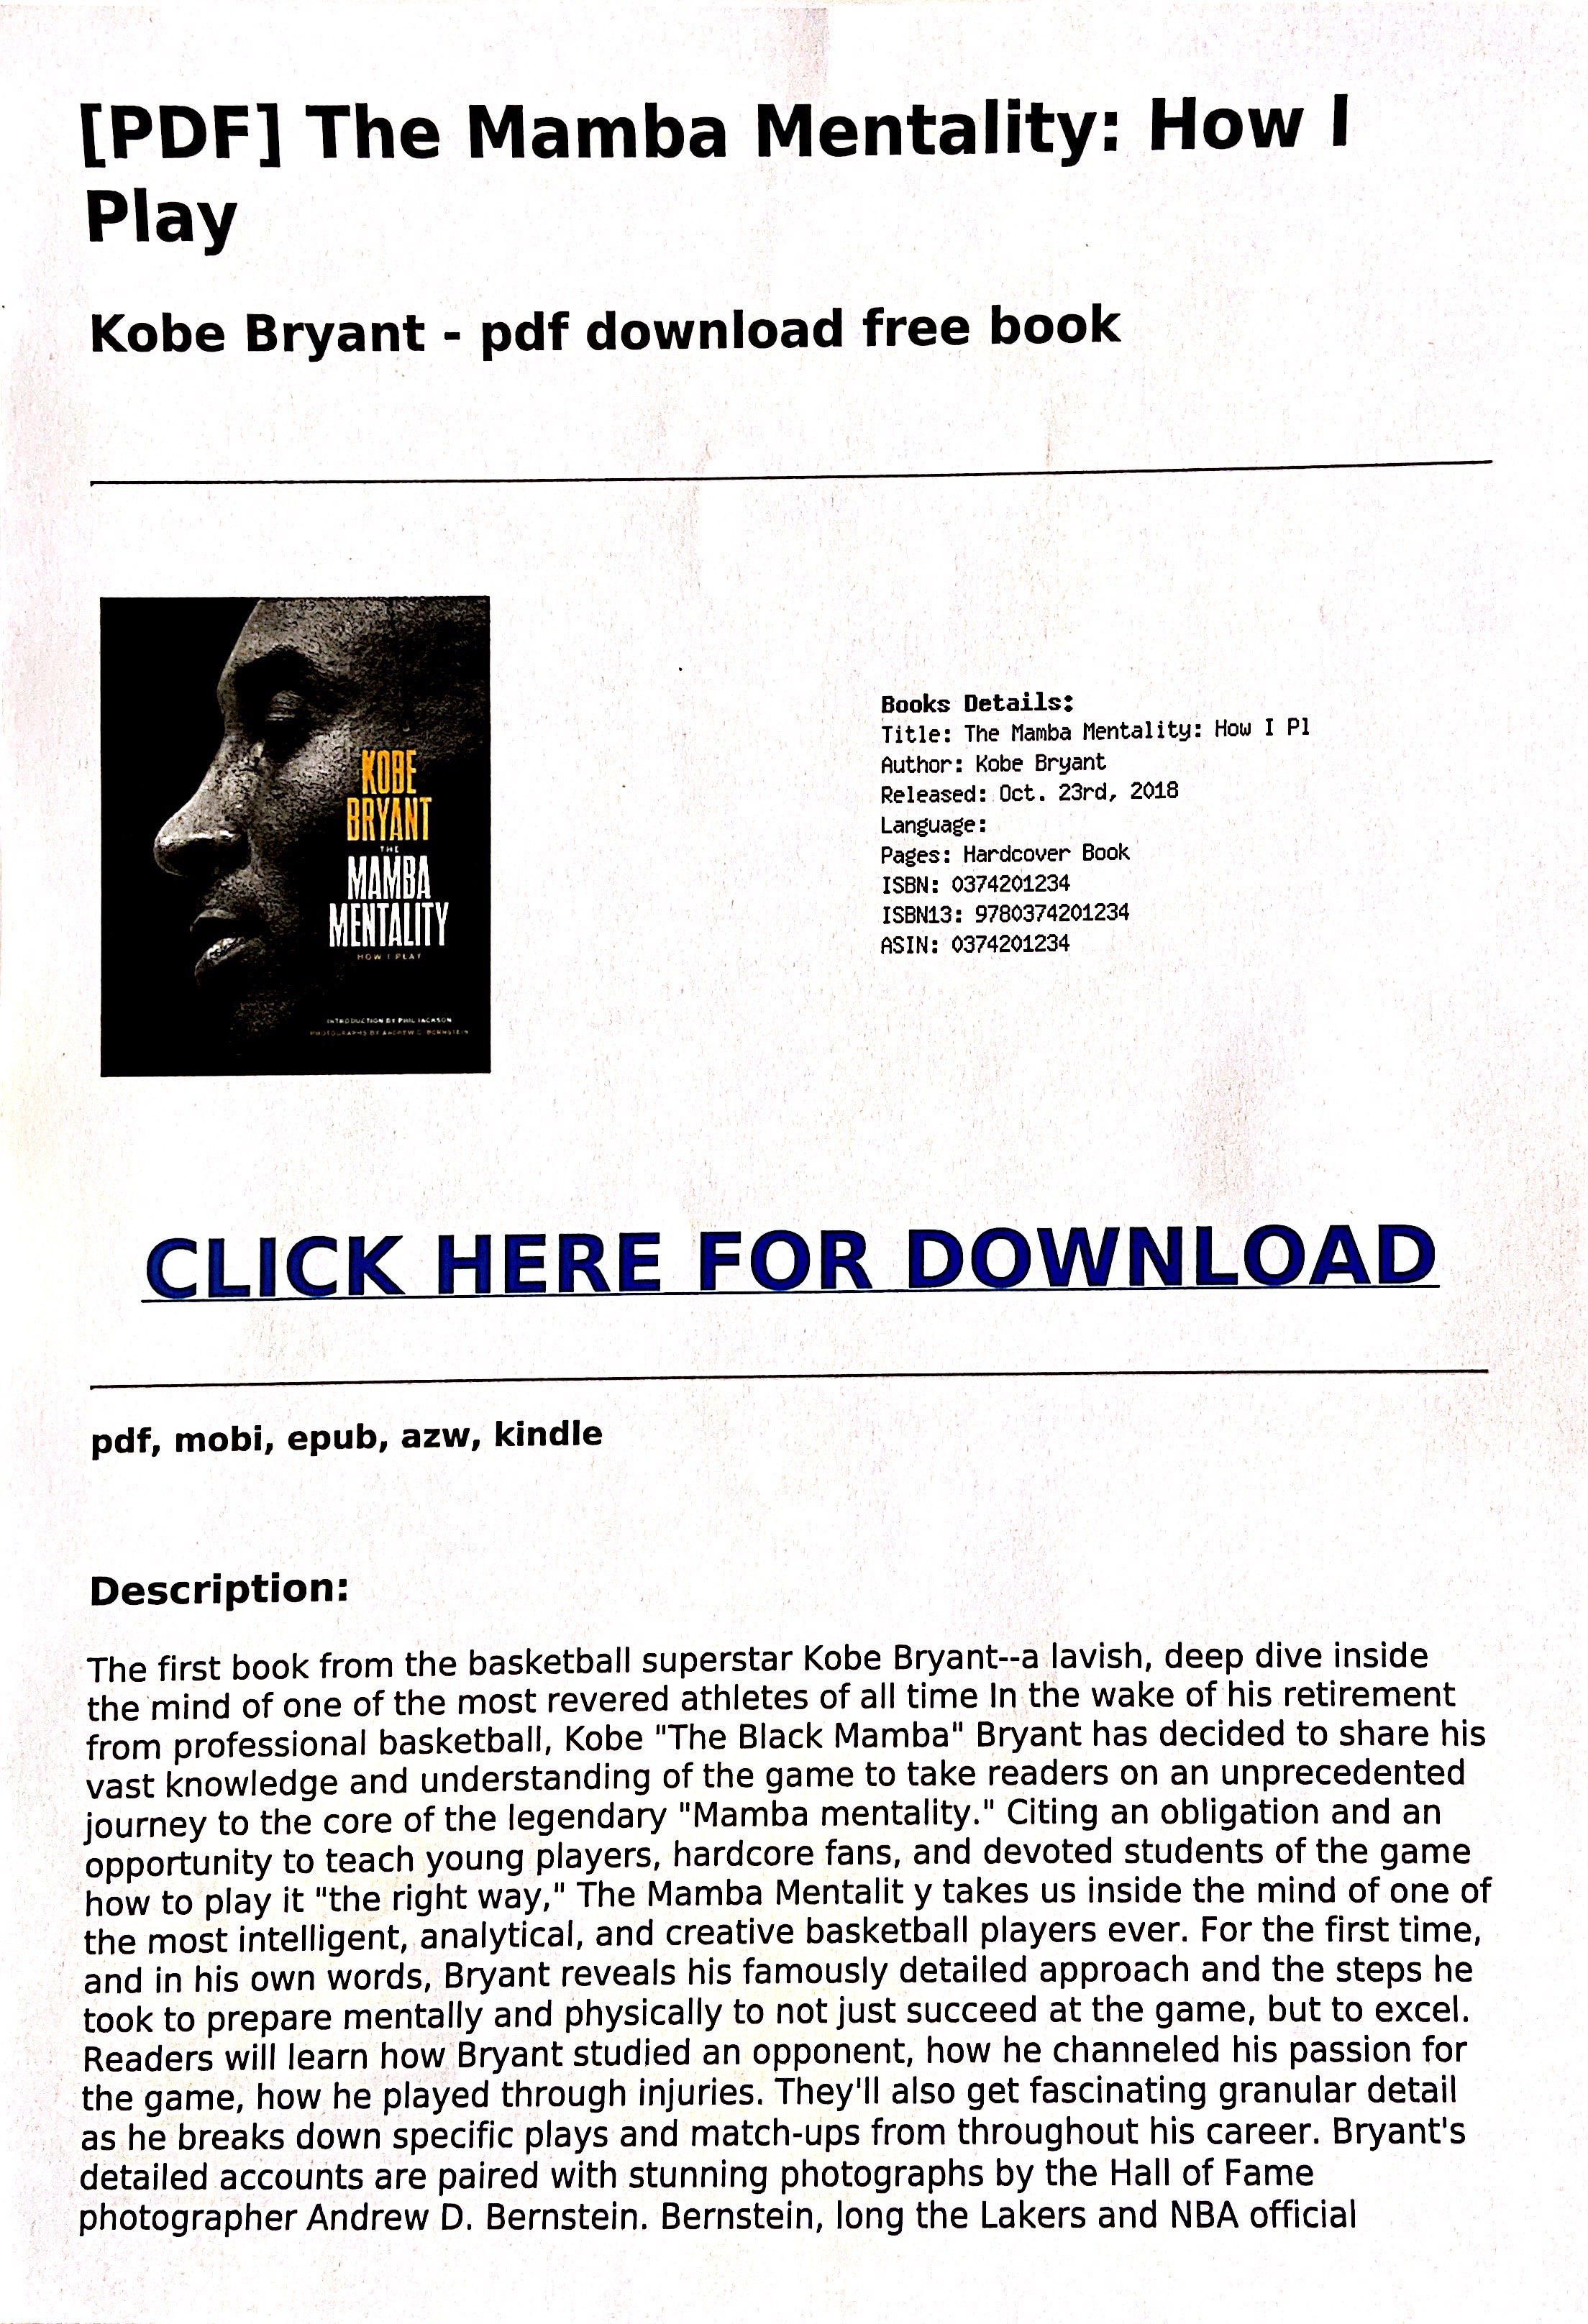 [PDF] The Mamba Mentality: How I
Play
Kobe Bryant - pdf download free book
KOBE
BRYANT
THE
MAMBA
MENTALITY
HOW I PLAY
INTRODUCTION BY PHIL JACKSON
PHOTOGRAPHS BY ANDREW D. BERNSTEIN
Books Details:
Title: The Mamba Mentality: How I Pl
Author: Kobe Bryant
Released: Oct. 23rd, 2018
Language:
Pages: Hardcover Book
ISBN: 0374201234
ISBN13: 9780374201234
ASIN: 0374201234
CLICK HERE FOR DOWNLOAD
pdf, mobi, epub, azw, kindle
Description:
The first book from the basketball superstar Kobe Bryant--a lavish, deep dive inside
the mind of one of the most revered athletes of all time In the wake of his retirement
from professional basketball, Kobe "The Black Mamba" Bryant has decided to share his
vast knowledge and understanding of the game to take readers on an unprecedented
journey to the core of the legendary "Mamba mentality." Citing an obligation and an
opportunity to teach young players, hardcore fans, and devoted students of the game
how to play it "the right way," The Mamba Mentalit y takes us inside the mind of one of
the most intelligent, analytical, and creative basketball players ever. For the first time,
and in his own words, Bryant reveals his famously detailed approach and the steps he
took to prepare mentally and physically to not just succeed at the game, but to excel.
Readers will learn how Bryant studied an opponent, how he channeled his passion for
the game, how he played through injuries. They'll also get fascinating granular detail
as he breaks down specific plays and match-ups from throughout his career. Bryant's
detailed accounts are paired with stunning photographs by the Hall of Fame
photographer Andrew D. Bernstein. Bernstein, long the Lakers and NBA official